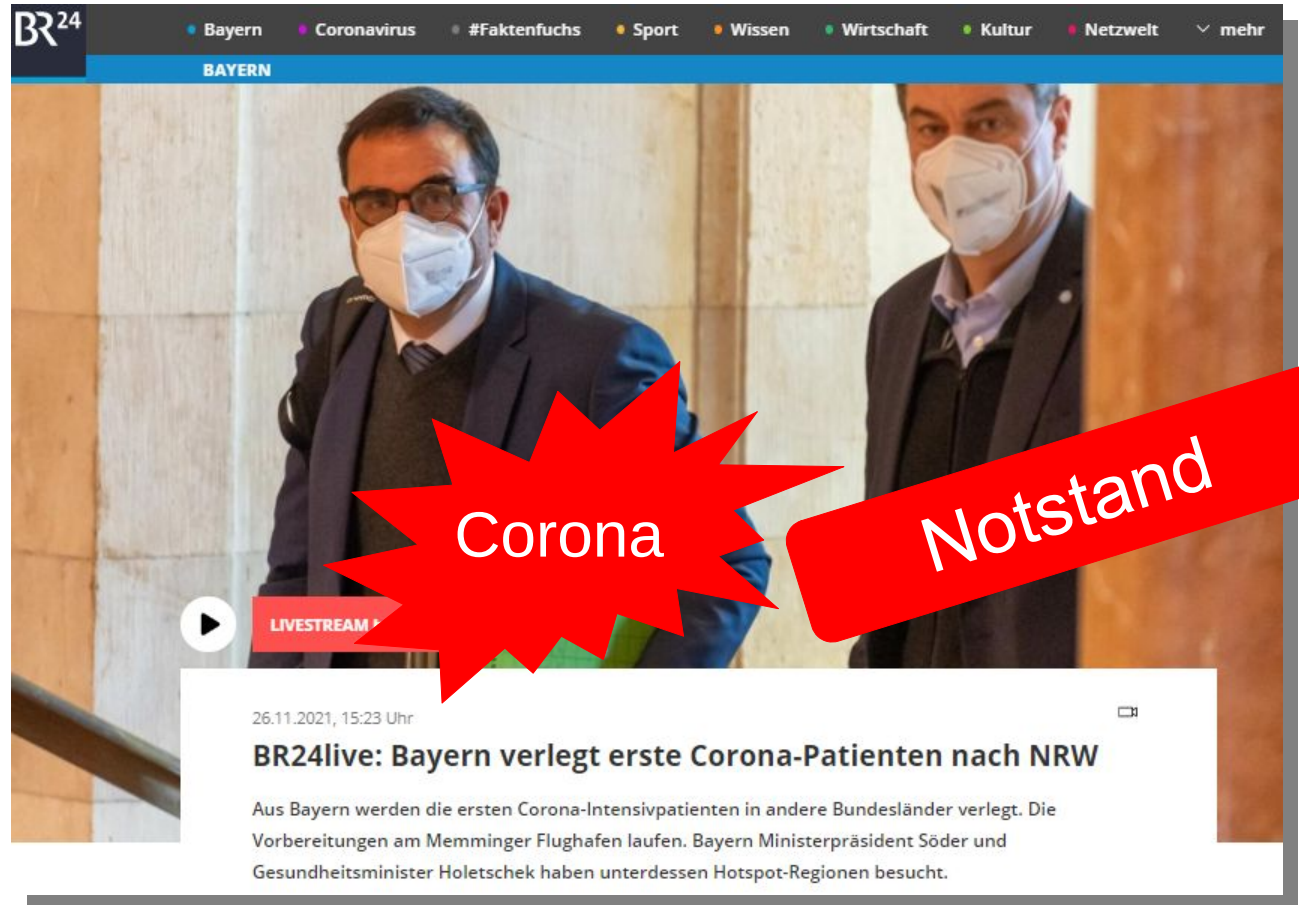 BR24
Bayern Coronavirus #Faktenfuchs Sport Wissen Wirtschaft Kultur Netzwelt mehr
BAYERN
Corona
Notstand
LIVESTREAM
26.11.2021, 15:23 Uhr
BR24live: Bayern verlegt erste Corona-Patienten nach NRW
Aus Bayern werden die ersten Corona-Intensivpatienten in andere Bundesländer verlegt. Die
Vorbereitungen am Memminger Flughafen laufen. Bayern Ministerpräsident Söder und
Gesundheitsminister Holetschek haben unterdessen Hotspot-Regionen besucht.